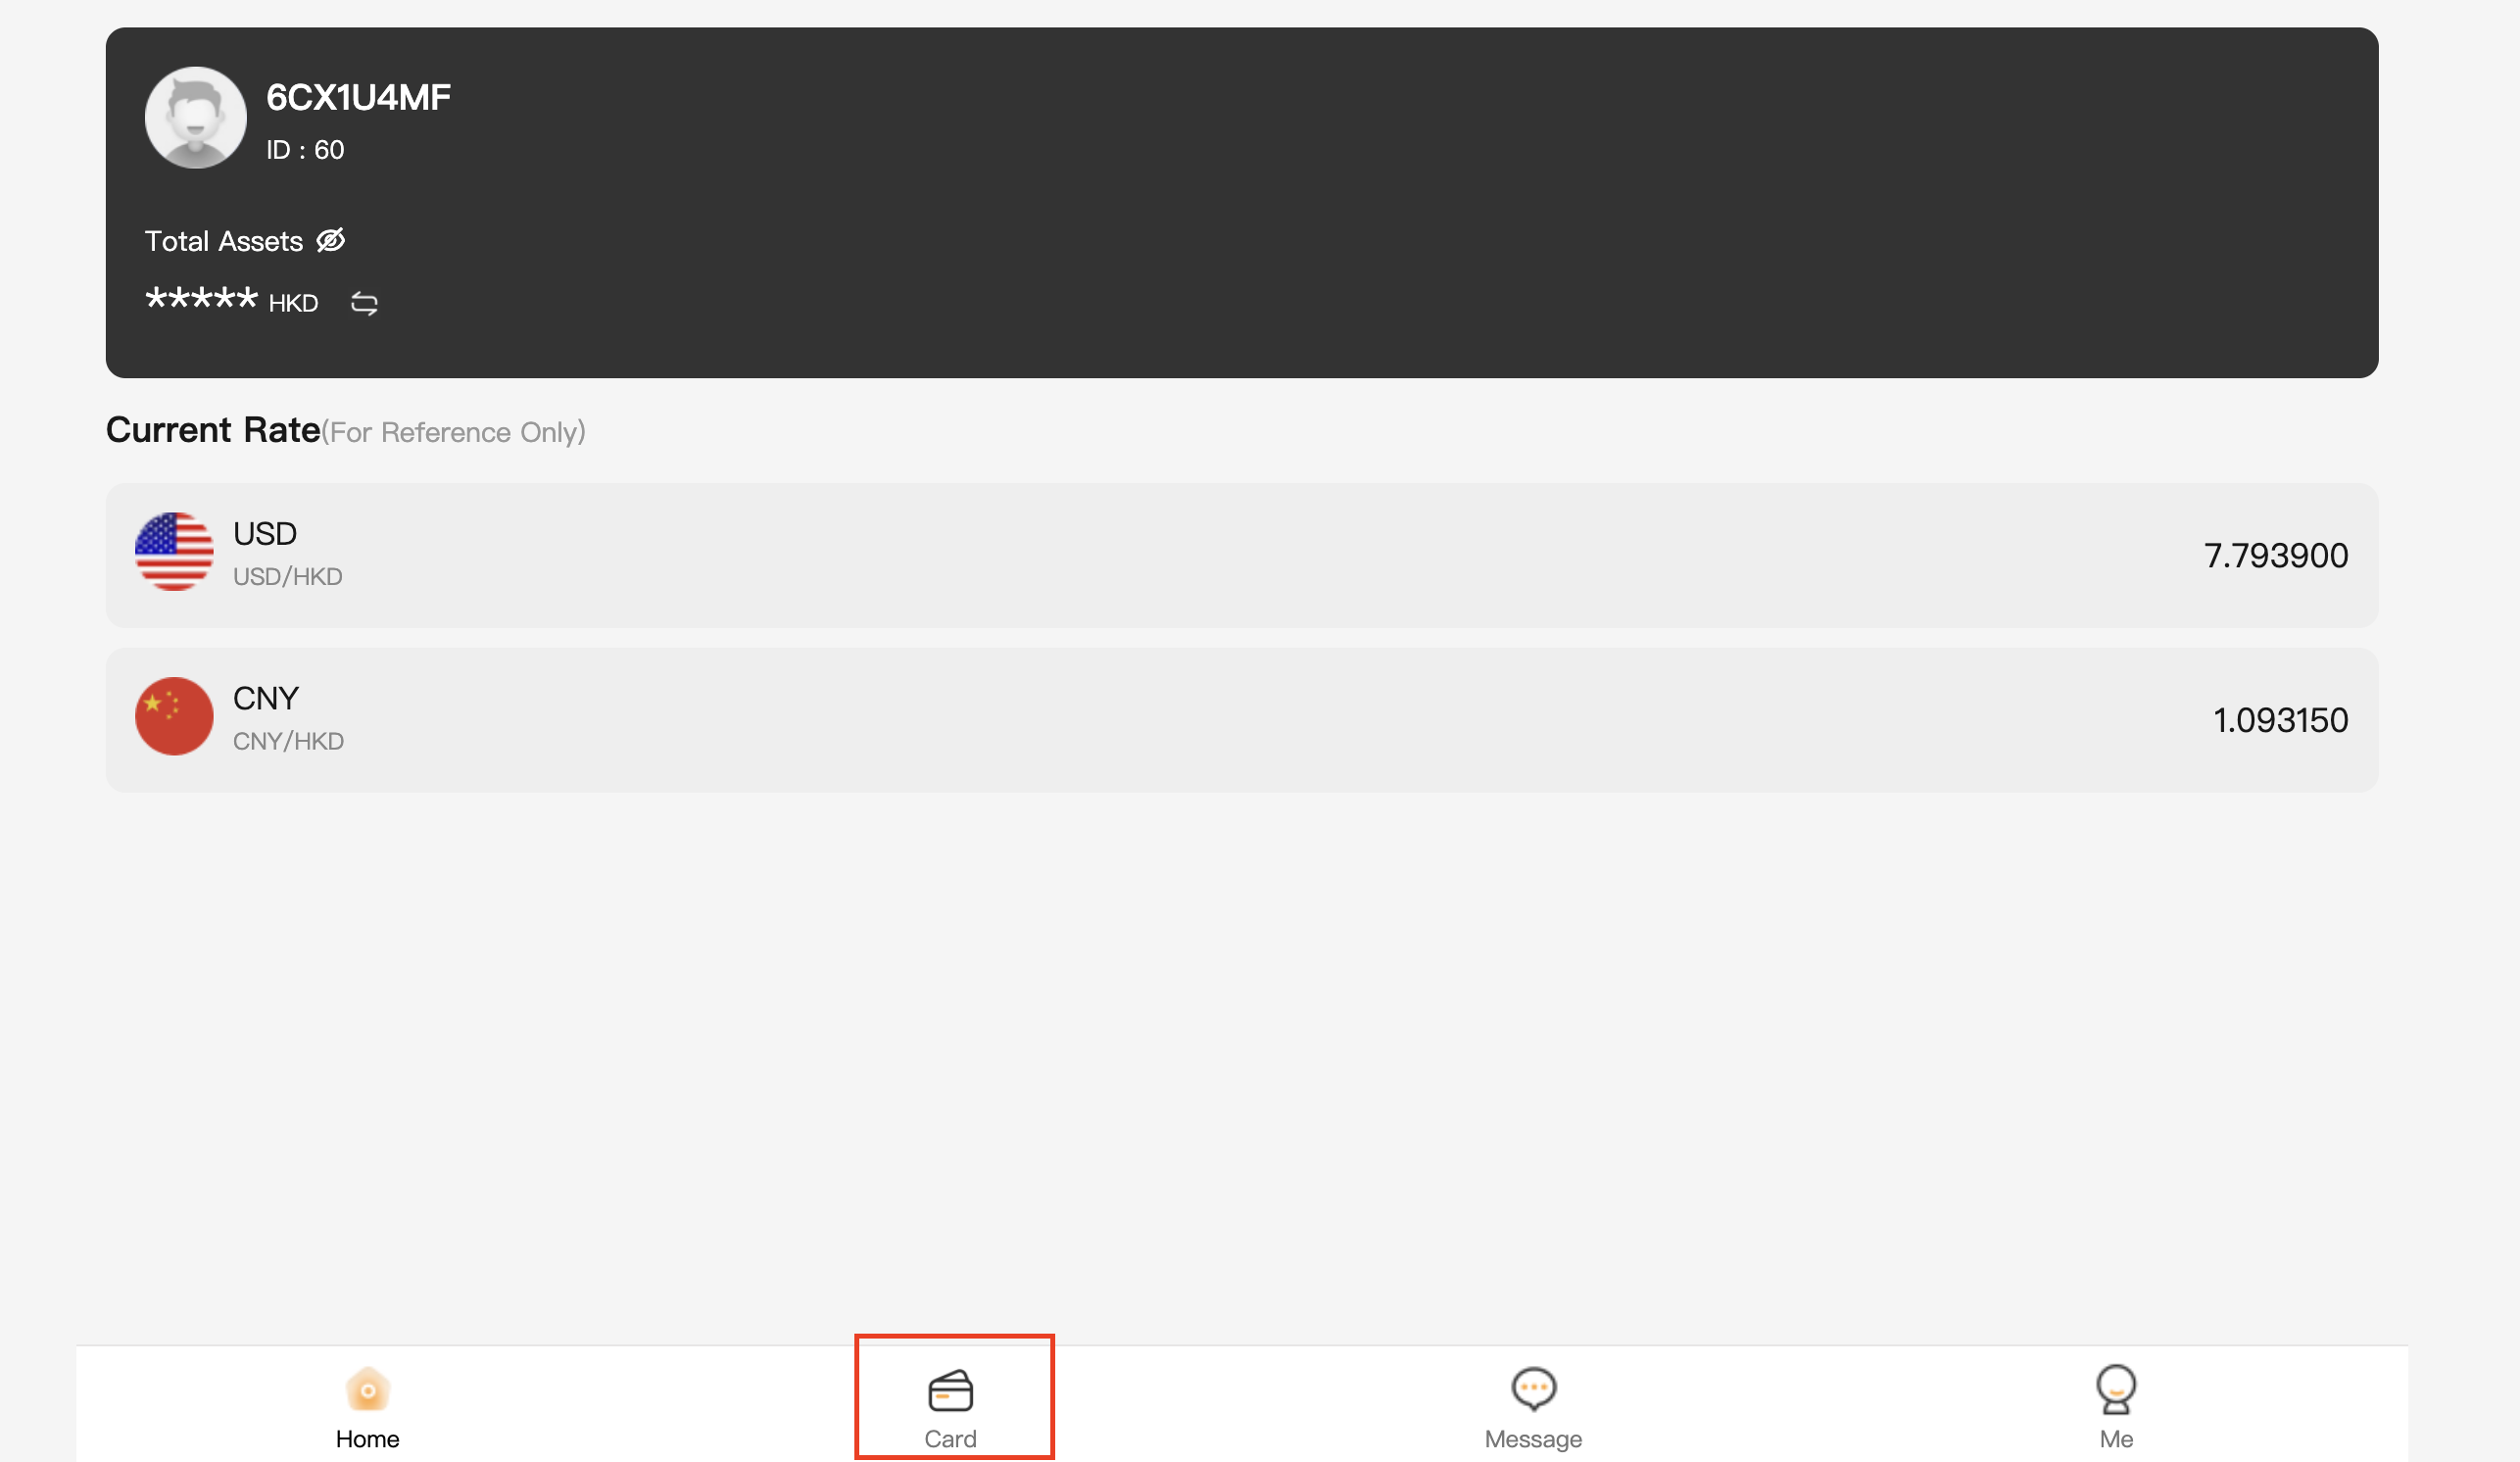 6CX1U4MF
ID : 60
Total Assets
***** HKD
Current Rate(For Reference Only)
USD
USD/HKD
7.793900
CNY
CNY/HKD
1.093150
Home
Card
Message
Me